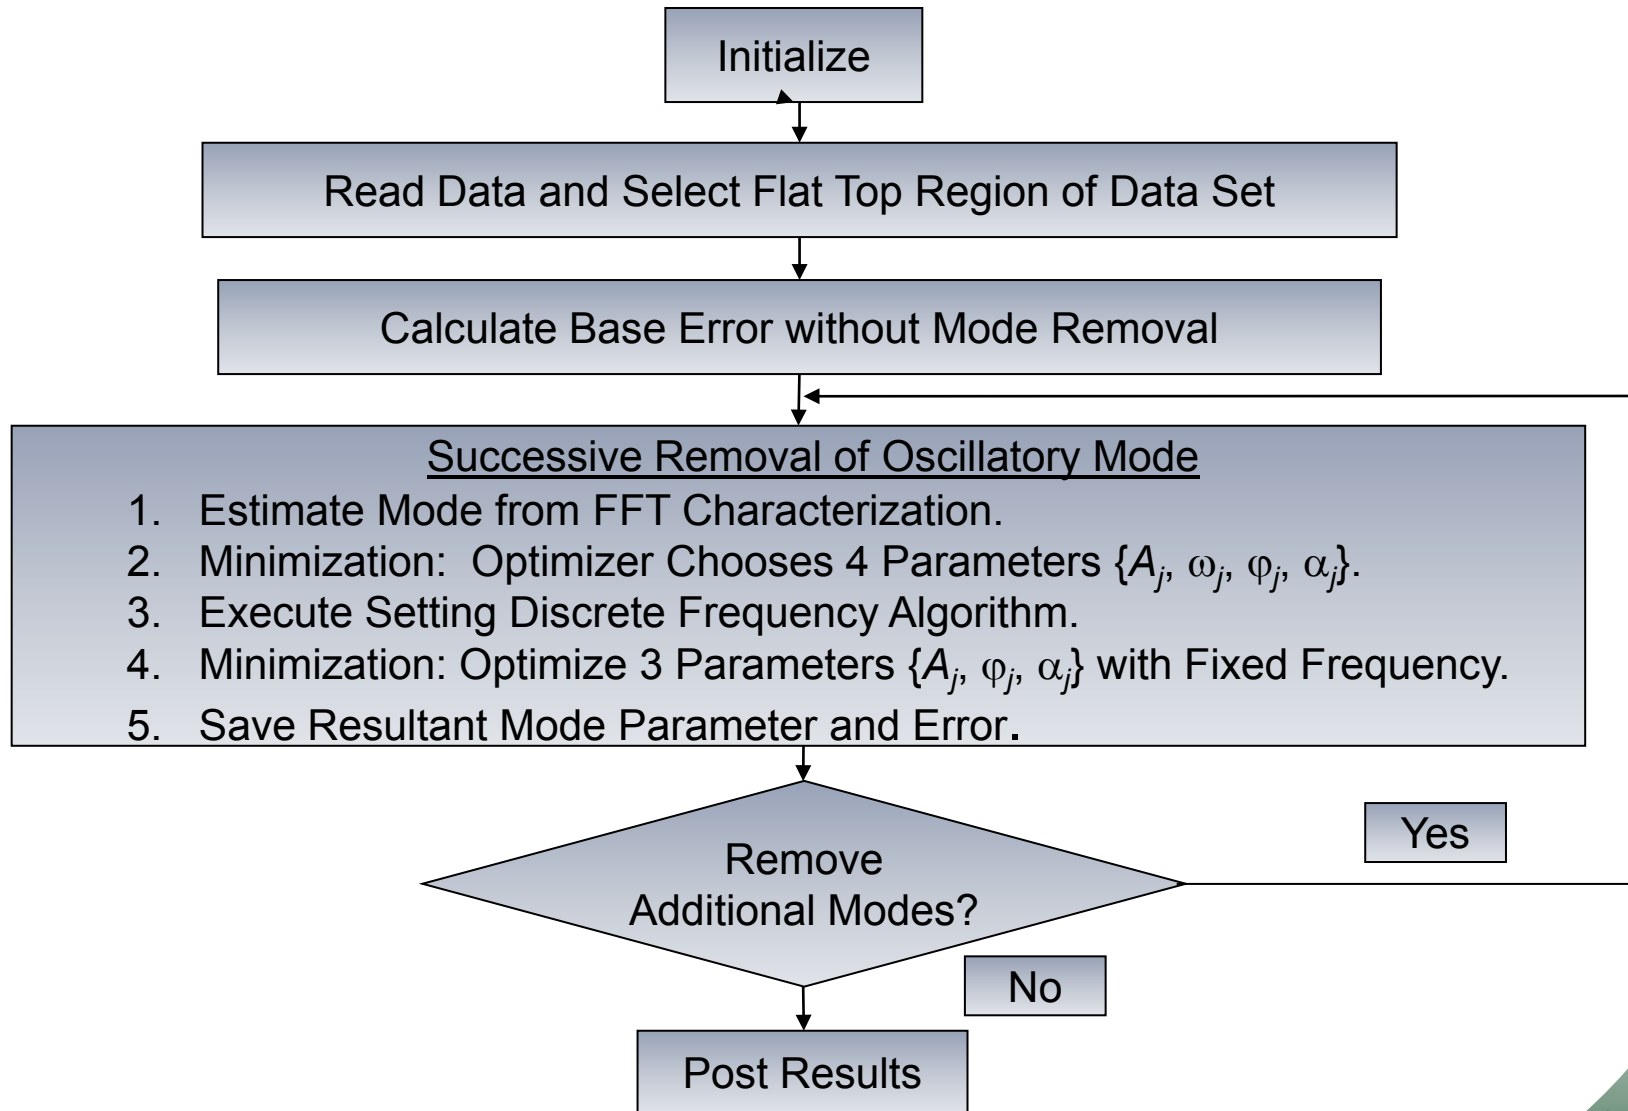 Initialize
Read Data and Select Flat Top Region of Data Set
Calculate Base Error without Mode Removal
Successive Removal of Oscillatory Mode
1. Estimate Mode from FFT Characterization.
2. Minimization: Optimizer Chooses 4 Parameters {Aj, ωj, φj, αj}.
3. Execute Setting Discrete Frequency Algorithm.
4. Minimization: Optimize 3 Parameters {Aj, φj, αj} with Fixed Frequency.
5. Save Resultant Mode Parameter and Error.
Remove
Additional Modes?
Yes
No
Post Results